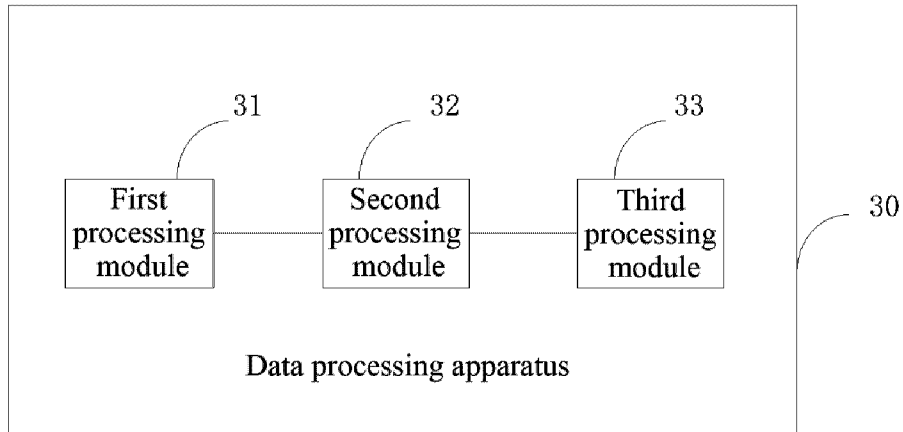 31
32
33
First
processing
module
Second
processing
module
Third
processing
module
30
Data processing apparatus